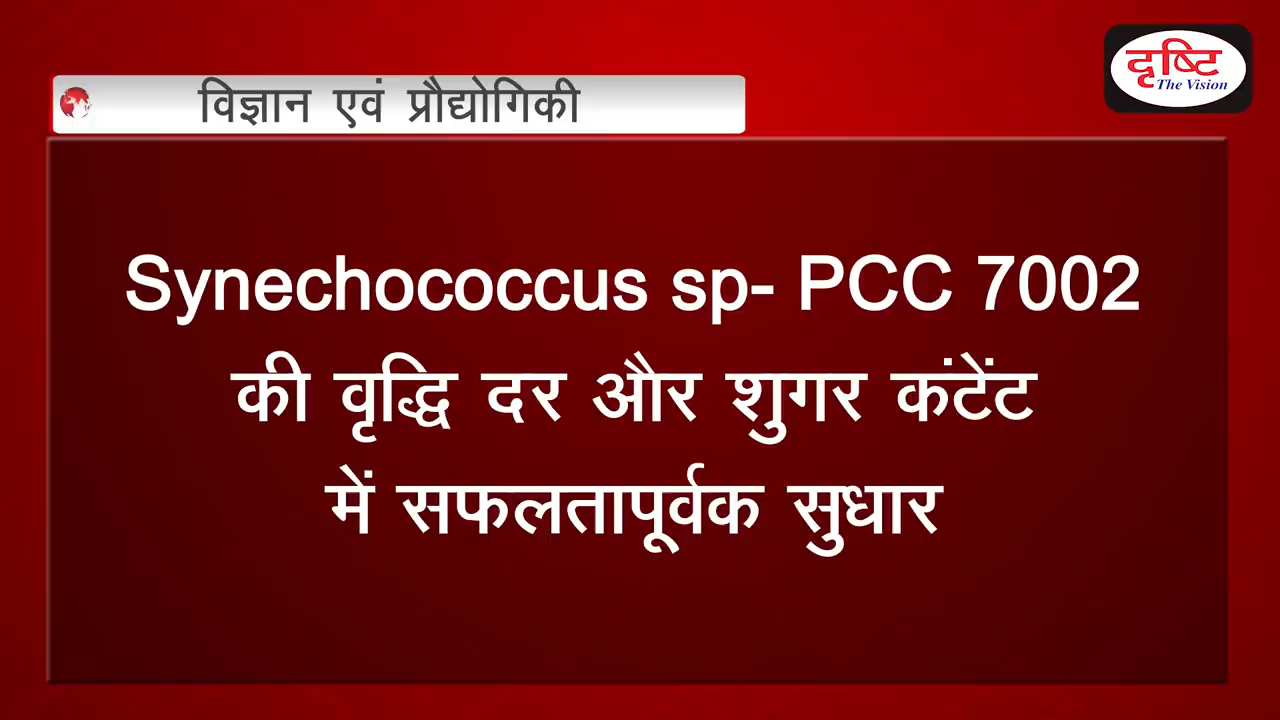 विज्ञान एवं प्रौद्योगिकी
दृष्टि
The Vision
Synechococcus sp- PCC 7002
की वृद्धि दर और शुगर कंटेंट
में सफलतापूर्वक सुधार